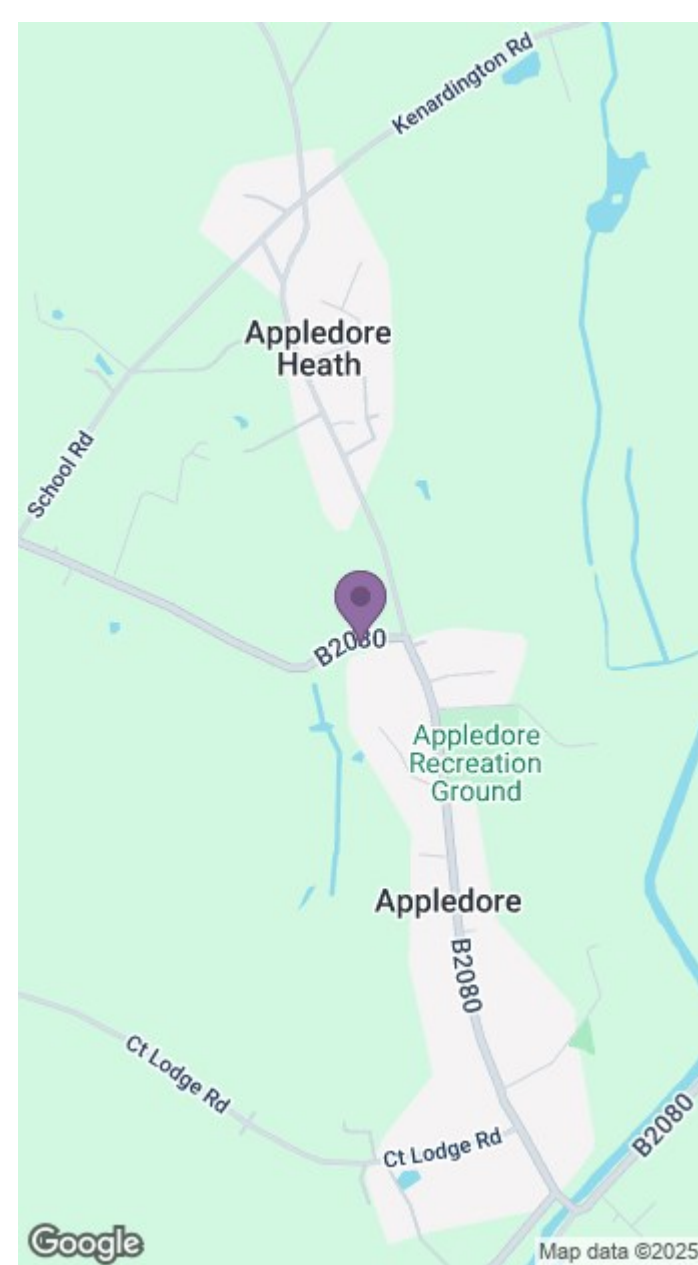 Kenardington Rd
Appledore
Heath
School Rd
B2080
Appledore
Recreation
Ground
Appledore
B2080
Ct Lodge Rd
B2080
Ct Lodge Rd
Google
Map data ©2025